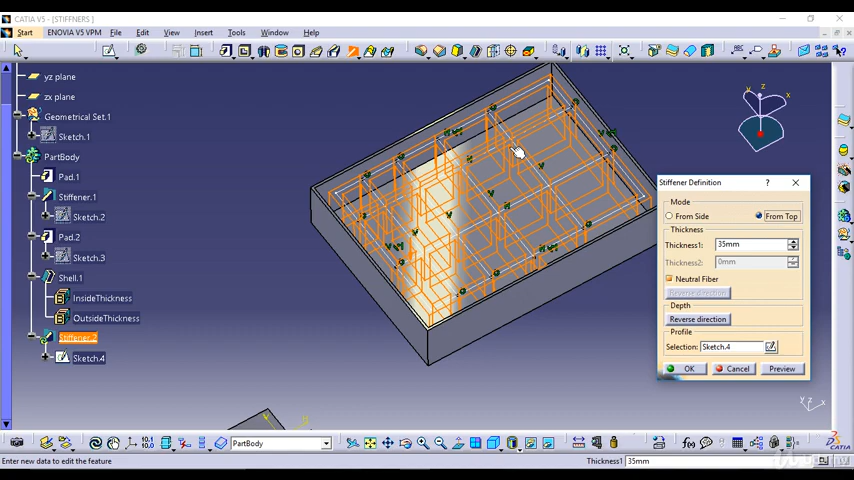 CATIA V5 - [STIFFNERS]
Start ENOVIA V5 VPM File Edit View Insert Tools Window Help
yz plane
zx plane
Geometrical Set.1
Sketch.1
PartBody
Pad.1
Stiffener.1
Sketch.2
Pad.2
Sketch.3
Shell.1
InsideThickness
OutsideThickness
Stiffener.2
Sketch.4
z
y
x
Stiffener Definition ? X
Mode
From Side From Top
Thickness
Thickness1: 35mm
Thickness2: 0mm
Neutral Fiber
Reverse direction
Depth
Reverse direction
Profile
Selection: Sketch.4
OK Cancel Preview
y z x
10.1
PartBody
f(x)
CATIA
Enter new data to edit the feature
Thickness1 35mm